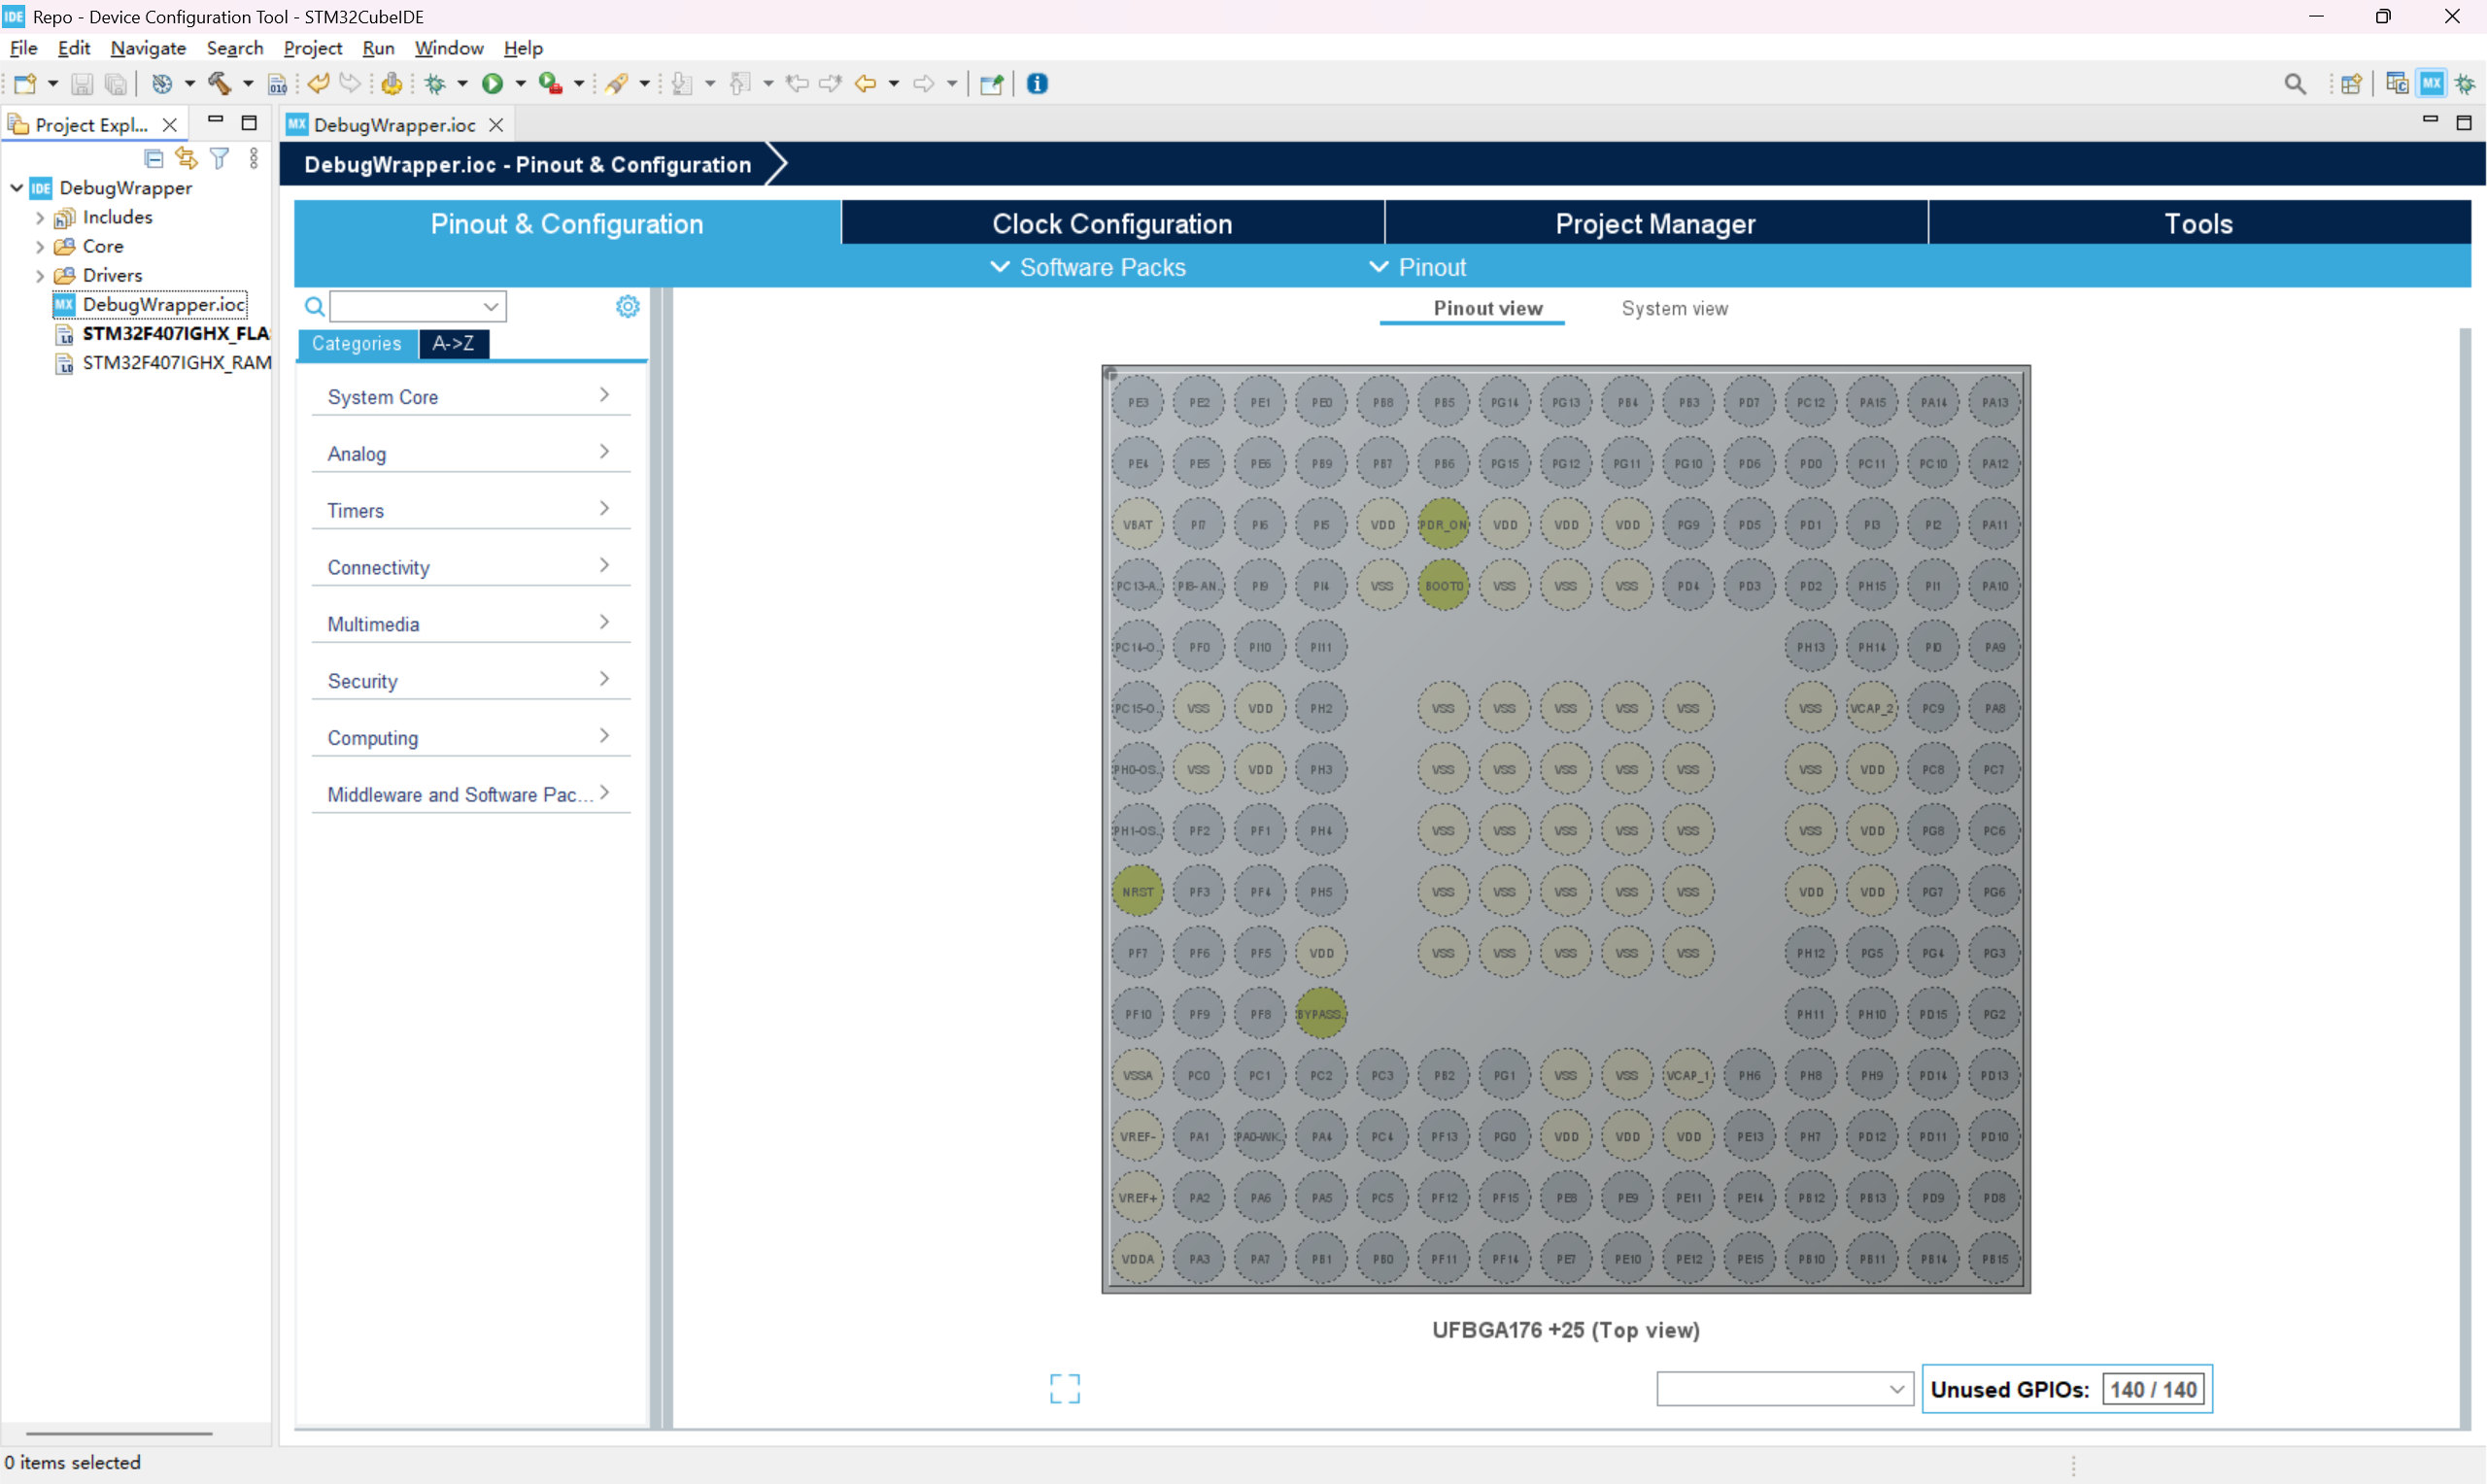 IDE Repo - Device Configuration Tool - STM32CubeIDE
File Edit Navigate Search Project Run Window Help
010 MX
Project Expl... MX DebugWrapper.ioc
DebugWrapper.ioc - Pinout & Configuration
IDE DebugWrapper
Includes
Core
Drivers
MX DebugWrapper.ioc
STM32F407IGHX_FLA
STM32F407IGHX_RAM
Pinout & Configuration Clock Configuration Project Manager Tools
Software Packs Pinout
Categories A->Z
System Core
Analog
Timers
Connectivity
Multimedia
Security
Computing
Middleware and Software Pac...
Pinout view System view
PE3 PE2 PE1 PE0 PB8 PB5 PG14 PG13 PB4 PB3 PD7 PC12 PA15 PA14 PA13
PE4 PE5 PE6 PB9 PB7 PB6 PG15 PG12 PG11 PG10 PD6 PD0 PC11 PC10 PA12
VBAT PI7 PI6 PI5 VDD PDR_ON VDD VDD VDD PG9 PD5 PD1 PI3 PI2 PA11
PC13-A.. PI8-AN.. PI9 PI4 VSS BOOT0 VSS VSS VSS PD4 PD3 PD2 PH15 PI1 PA10
PC14-O.. PF0 PI10 PI11 PH13 PH14 PI0 PA9
PC15-O.. VSS VDD PH2 VSS VSS VSS VSS VSS VSS VCAP_2 PC9 PA8
PH0-OS.. VSS VDD PH3 VSS VSS VSS VSS VSS VSS VDD PC8 PC7
PH1-OS.. PF2 PF1 PH4 VSS VSS VSS VSS VSS VSS VDD PG8 PC6
NRST PF3 PF4 PH5 VSS VSS VSS VSS VSS VDD VDD PG7 PG6
PF7 PF6 PF5 VDD VSS VSS VSS VSS VSS PH12 PG5 PG4 PG3
PF10 PF9 PF8 BYPASS.. PH11 PH10 PD15 PG2
VSSA PC0 PC1 PC2 PC3 PB2 PG1 VSS VSS VCAP_1 PH6 PH8 PH9 PD14 PD13
VREF- PA1 PA0-WK.. PA4 PC4 PF13 PG0 VDD VDD VDD PE13 PH7 PD12 PD11 PD10
VREF+ PA2 PA6 PA5 PC5 PF12 PF15 PE8 PE9 PE11 PE14 PB12 PB13 PD9 PD8
VDDA PA3 PA7 PB1 PB0 PF11 PF14 PE7 PE10 PE12 PE15 PB10 PB11 PB14 PB15
UFBGA176 +25 (Top view)
Unused GPIOs: 140 / 140
0 items selected